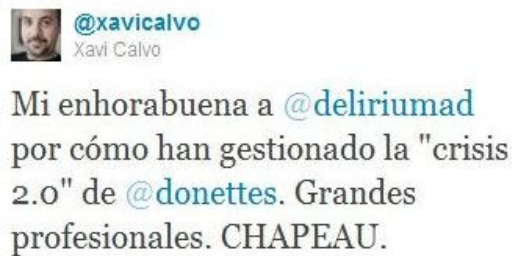 @xavicalvo
Xavi Calvo
Mi enhorabuena a @deliriumad
por cómo han gestionado la "crisis
2.0" de @donettes. Grandes
profesionales. CHAPEAU.